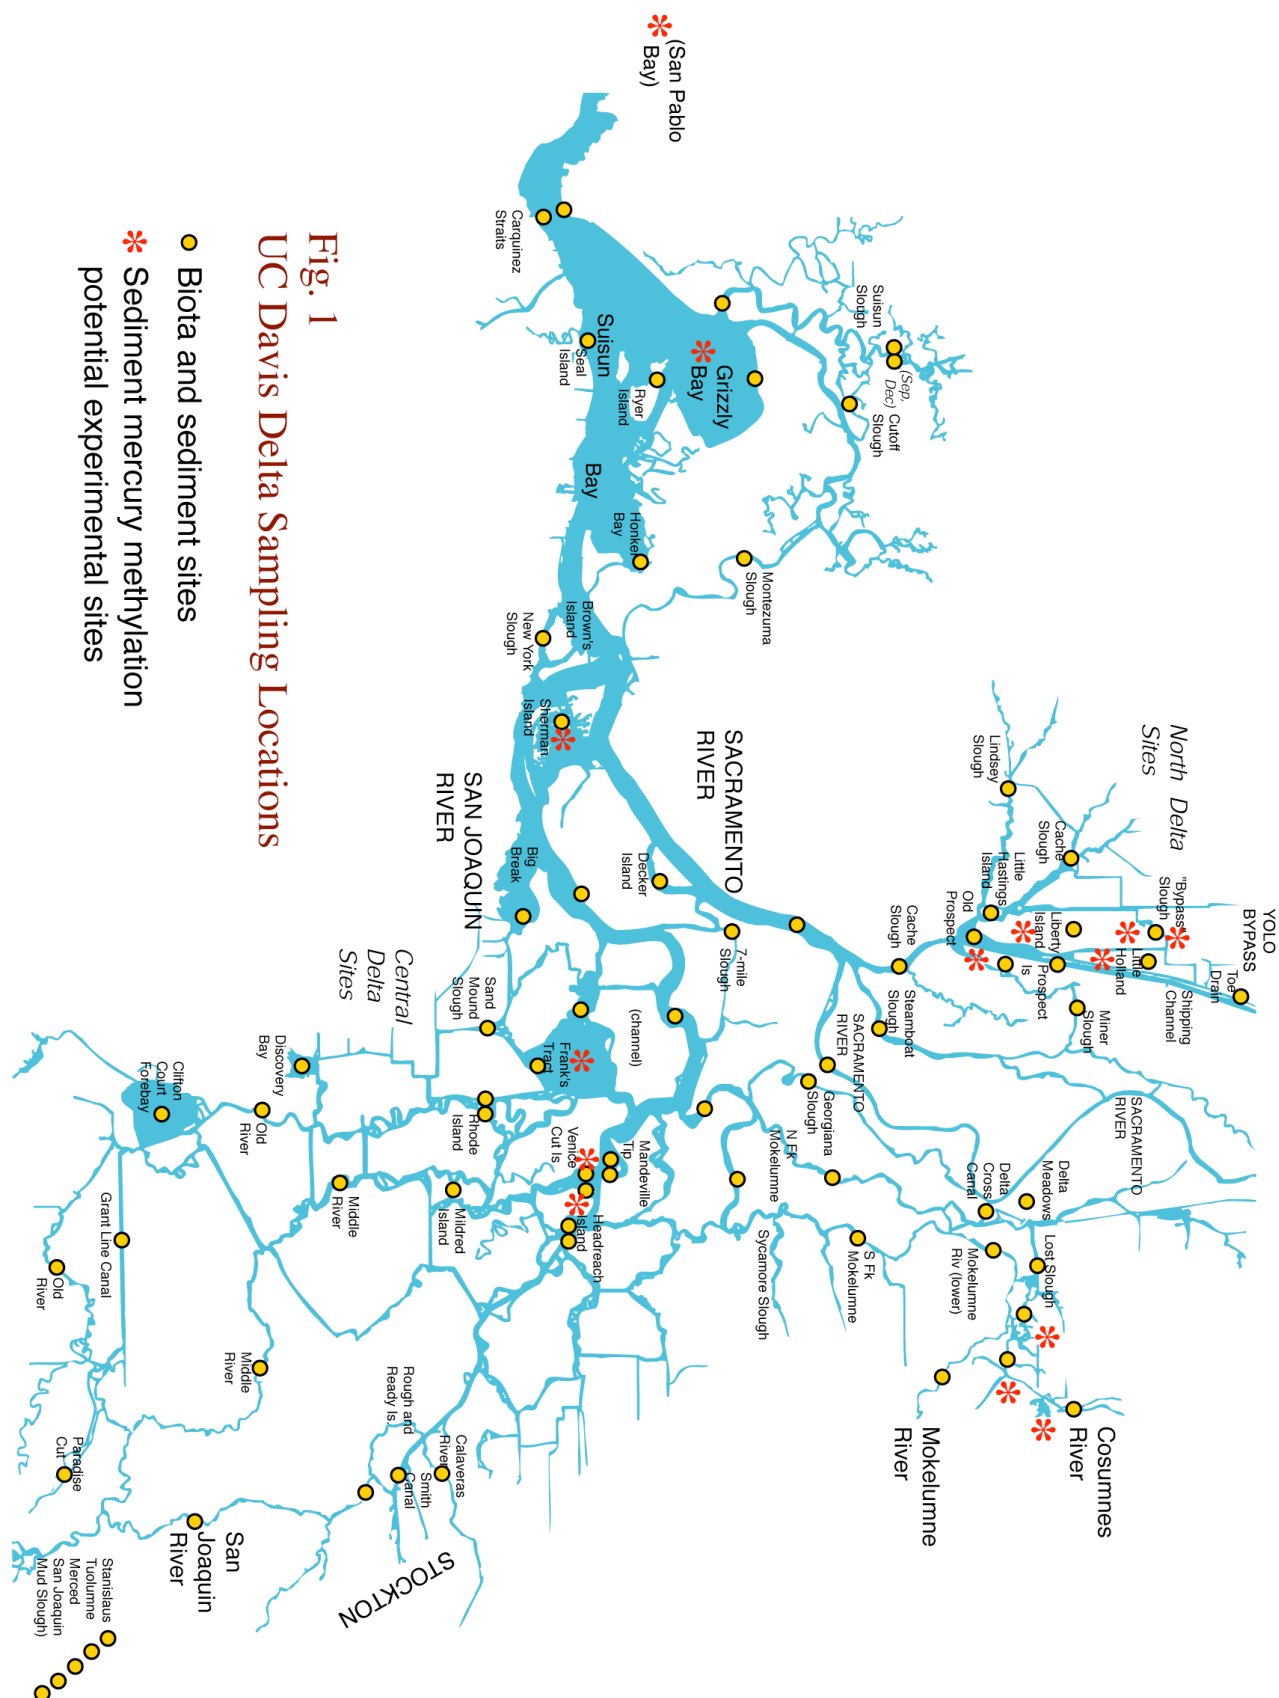 (San Pablo
Bay)
Carquinez
Straits
Suisun
Slough
(Sep,
Dec)
Cutoff
Slough
Grizzly
Bay
Suisun
Bay
Seal
Island
Ryer
Island
Honker
Bay
Montezuma
Slough
Brown's
Island
New York
Slough
Sherman
Island
SACRAMENTO
RIVER
SAN JOAQUIN
RIVER
Big
Break
Decker
Island
7-mile
Slough
North Delta
Sites
Lindsey
Slough
Cache
Slough
Little
Hastings
Island
"Bypass"
Slough
YOLO
BYPASS
Liberty
Island
Little
Holland
Toe
Drain
Old
Prospect
Prospect
Is
Shipping
Channel
Miner
Slough
Cache
Slough
Steamboat
Slough
SACRAMENTO
RIVER
SACRAMENTO
RIVER
Georgiana
Slough
Central
Delta
Sites
Sand
Mound
Slough
(channel)
Frank's
Tract
Discovery
Bay
Clifton
Court
Forebay
Old
River
Rhode
Island
Venice
Cut Is
Mandeville
Tip
N Fk
Mokelumne
Delta
Cross
Canal
Delta
Meadows
Lost Slough
Grant Line Canal
Middle
River
Mildred
Island
Headreach
Island
Sycamore Slough
S Fk
Mokelumne
Mokelumne
Riv (lower)
Old
River
Middle
River
Rough and
Ready Is.
Calaveras
River
Smith
Canal
Mokelumne
River
Cosumnes
River
Paradise
Cut
San
Joaquin
River
STOCKTON
Stanislaus
Tuolumne
Merced
San Joaquin
Mud Slough)
Fig. 1
UC Davis Delta Sampling Locations
Biota and sediment sites
Sediment mercury methylation
potential experimental sites